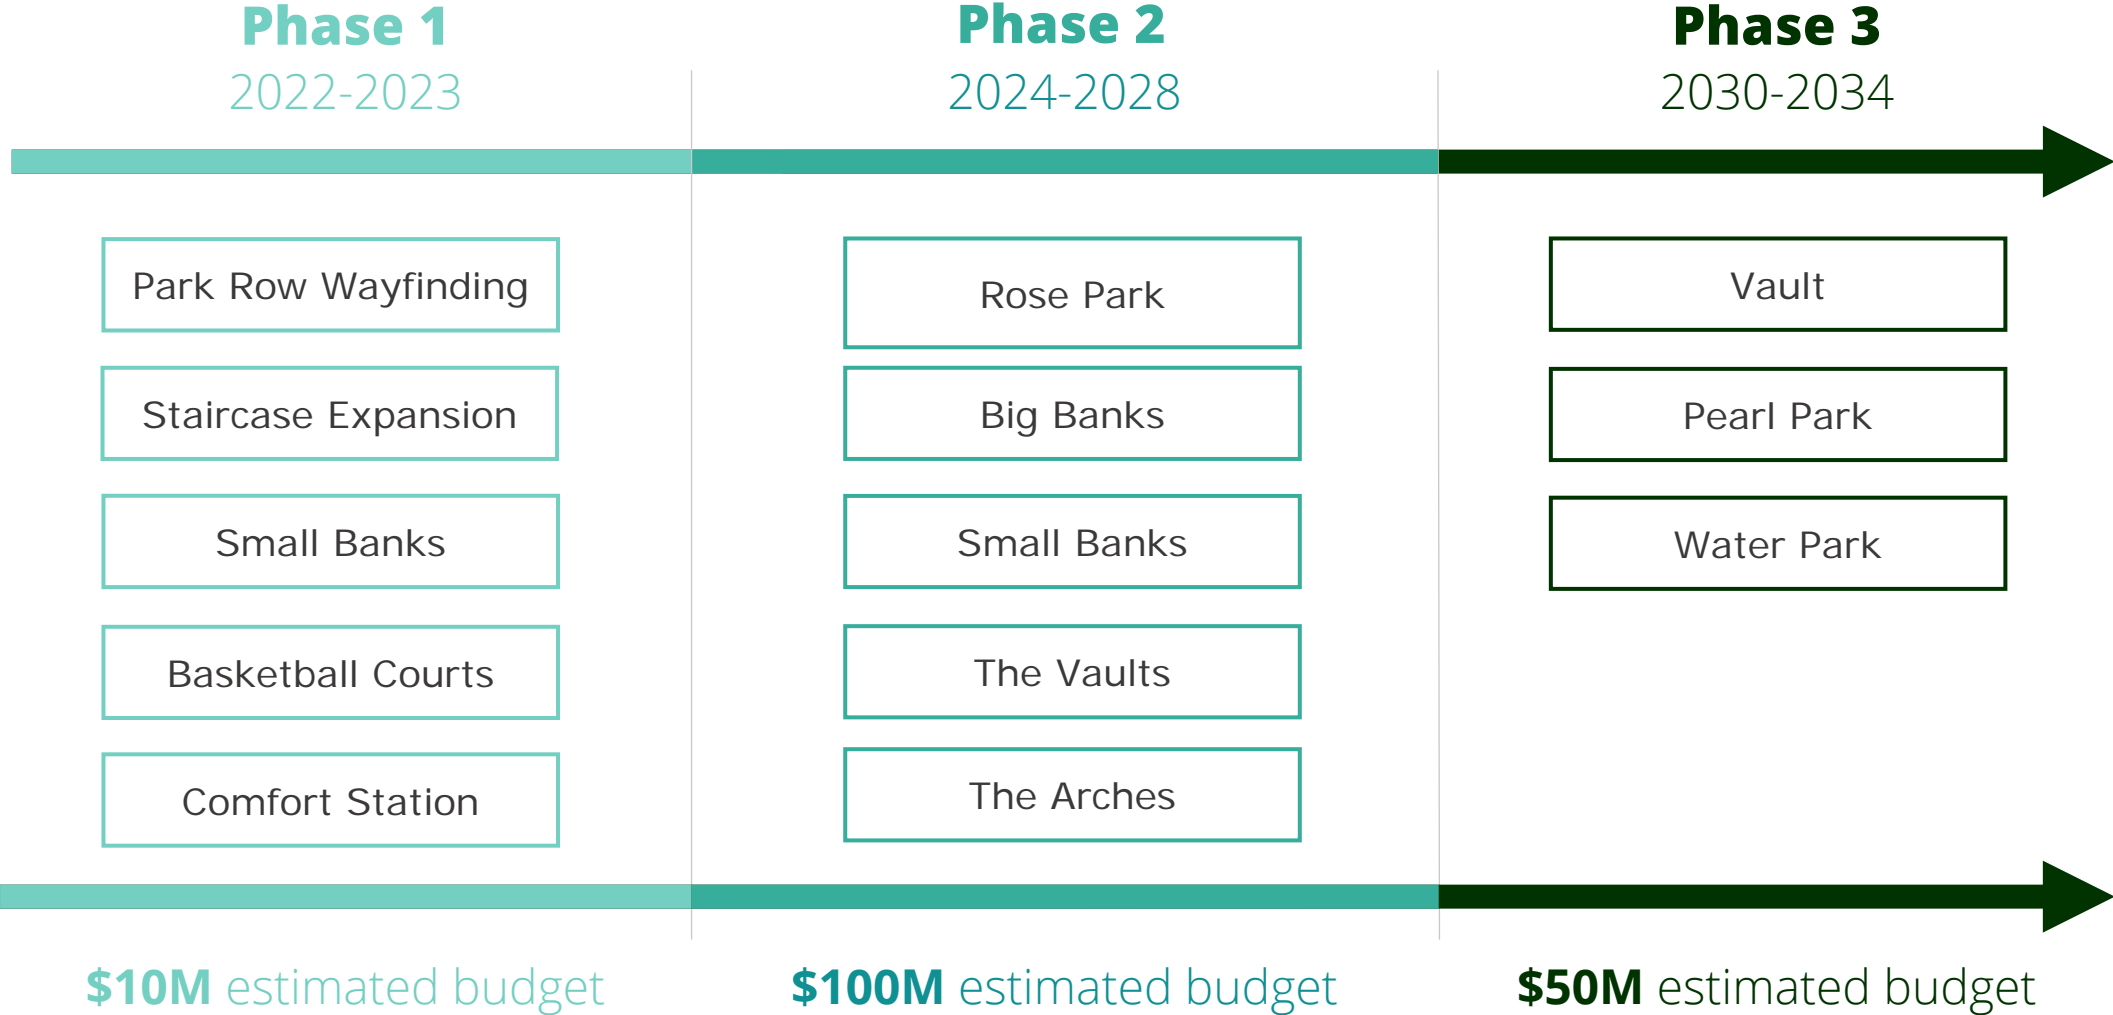 Phase 1
2022-2023
Phase 2
2024-2028
Phase 3
2030-2034
Park Row Wayfinding
Staircase Expansion
Small Banks
Basketball Courts
Comfort Station
Rose Park
Big Banks
Small Banks
The Vaults
The Arches
Vault
Pearl Park
Water Park
$10M estimated budget
$100M estimated budget
$50M estimated budget